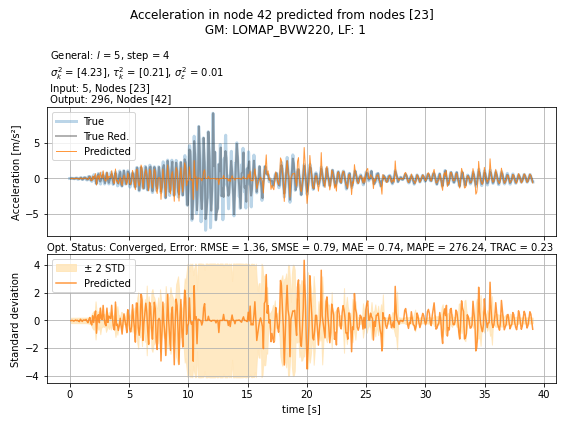 Acceleration in node 42 predicted from nodes [23]
GM: LOMAP_BVW220, LF: 1
General: l = 5, step = 4
σ²ₖ = [4.23], τ²ₖ = [0.21], σ²ε = 0.01
Input: 5, Nodes [23]
Output: 296, Nodes [42]
True
True Red.
Predicted
Acceleration [m/s²]
5
0
−5
Opt. Status: Converged, Error: RMSE = 1.36, SMSE = 0.79, MAE = 0.74, MAPE = 276.24, TRAC = 0.23
± 2 STD
Predicted
Standard deviation
4
2
0
−2
−4
0 5 10 15 20 25 30 35 40
time [s]